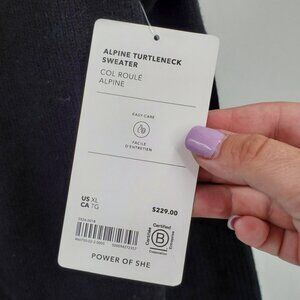 ALPINE TURTLENECK
SWEATER
COL ROULÉ
ALPINE
EASY-CARE
FACILE
D'ENTRETIEN
US XL
CA TG
$229.00
Certified
B
Corporation
POWER OF SHE